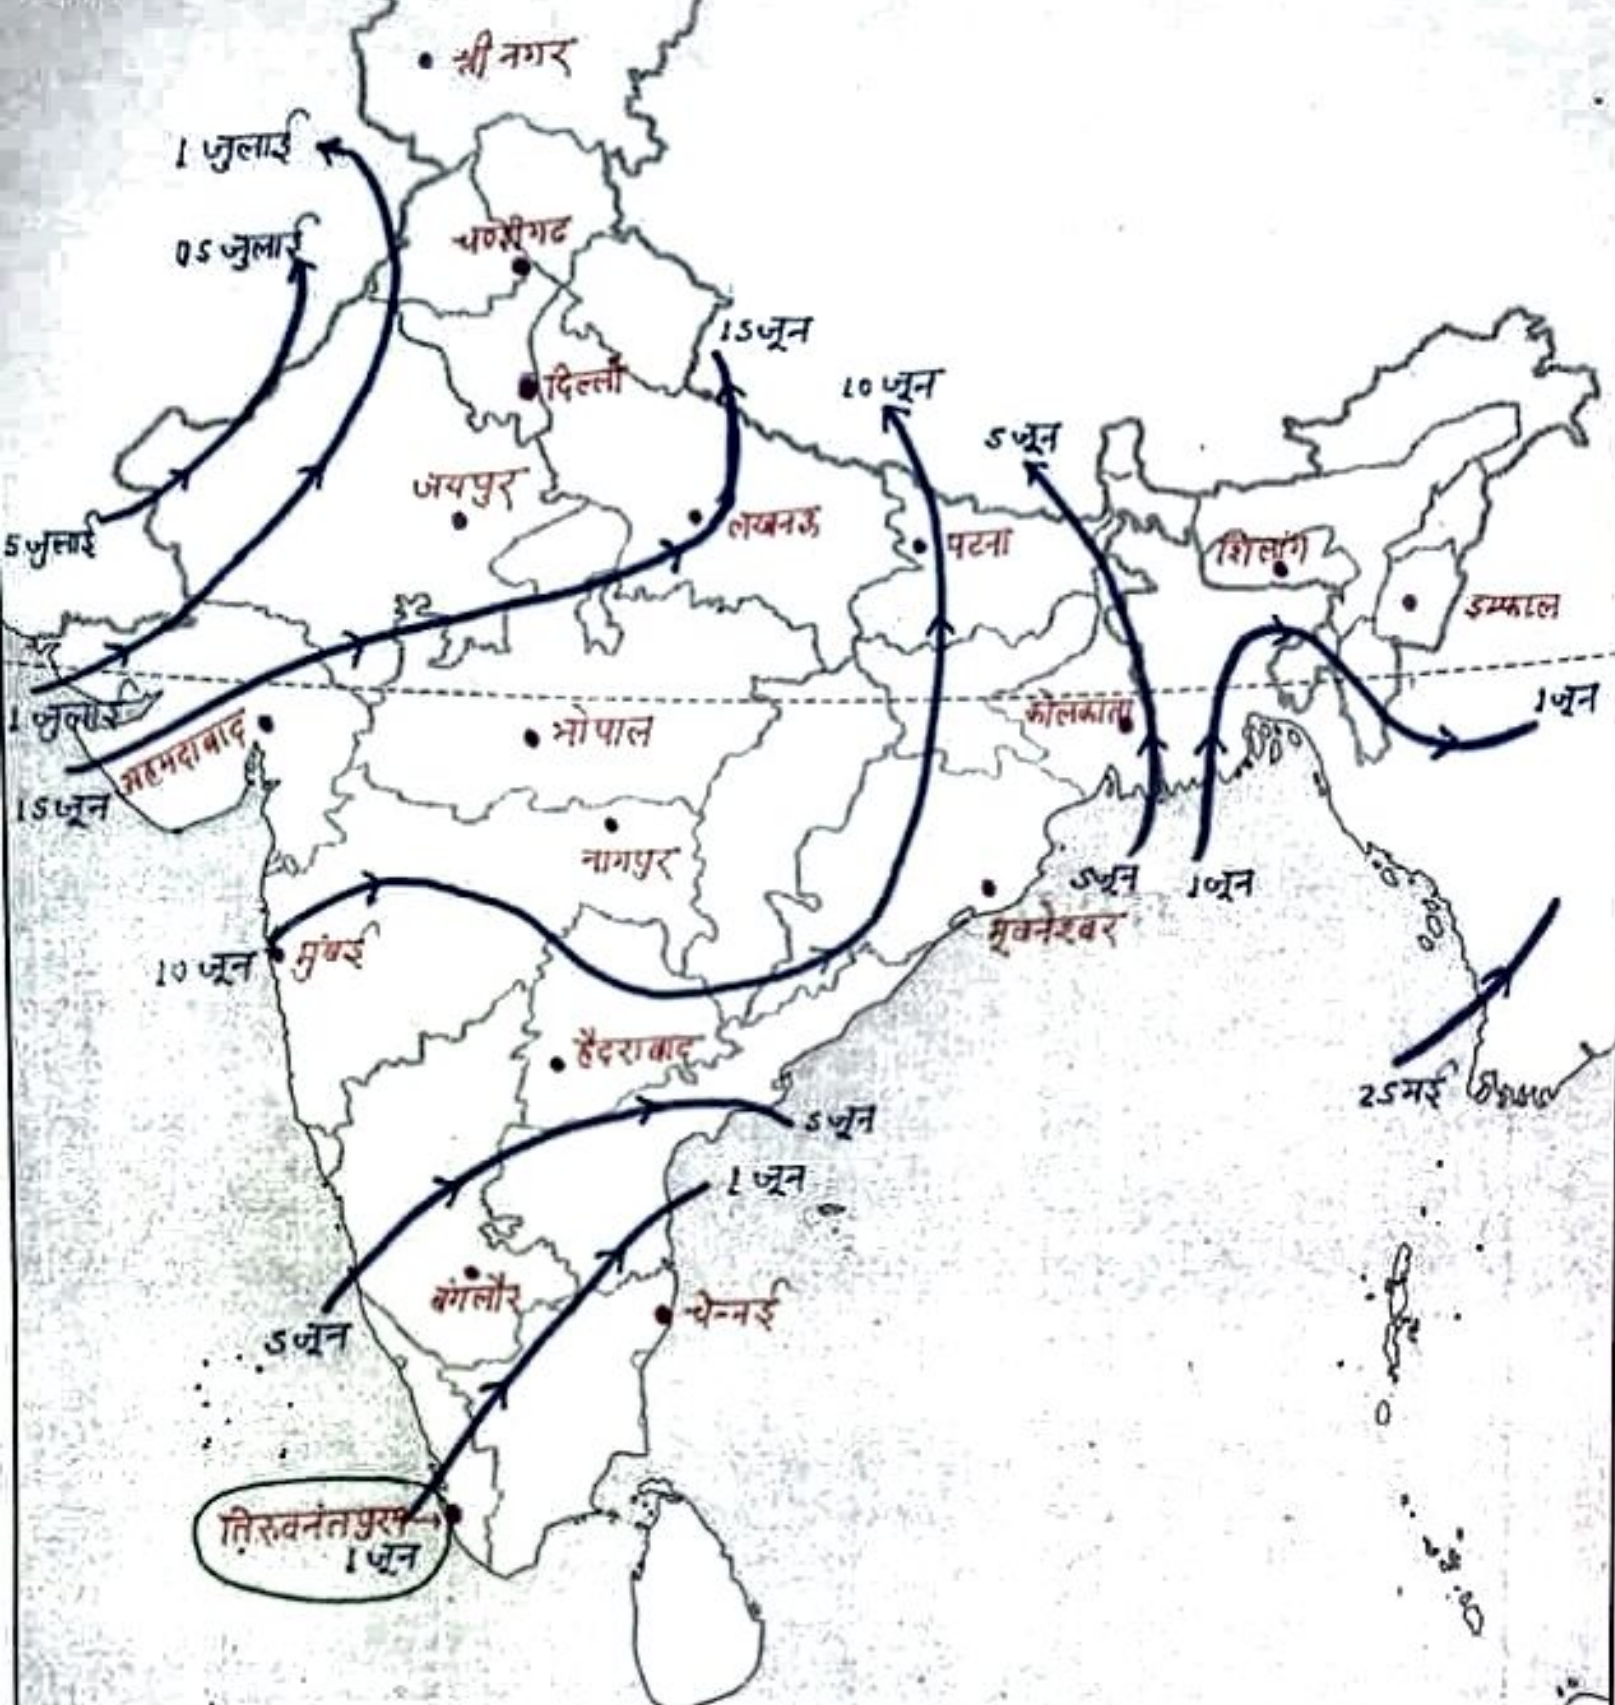 श्रीनगर
1 जुलाई
05 जुलाई
चण्डीगढ
15 जून
दिल्ली
10 जून
5 जून
जयपुर
लखनऊ
पटना
शिलांग
5 जुलाई
इम्फाल
1 जुलाई
अहमदाबाद
भोपाल
कोलकाता
1 जून
15 जून
नागपुर
5 जून
1 जून
भूवनेश्वर
10 जून
मुंबई
हैदराबाद
25 मई
5 जून
1 जून
बंगलौर
चेन्नई
5 जून
तिरुवनंतपुरम→
1 जून